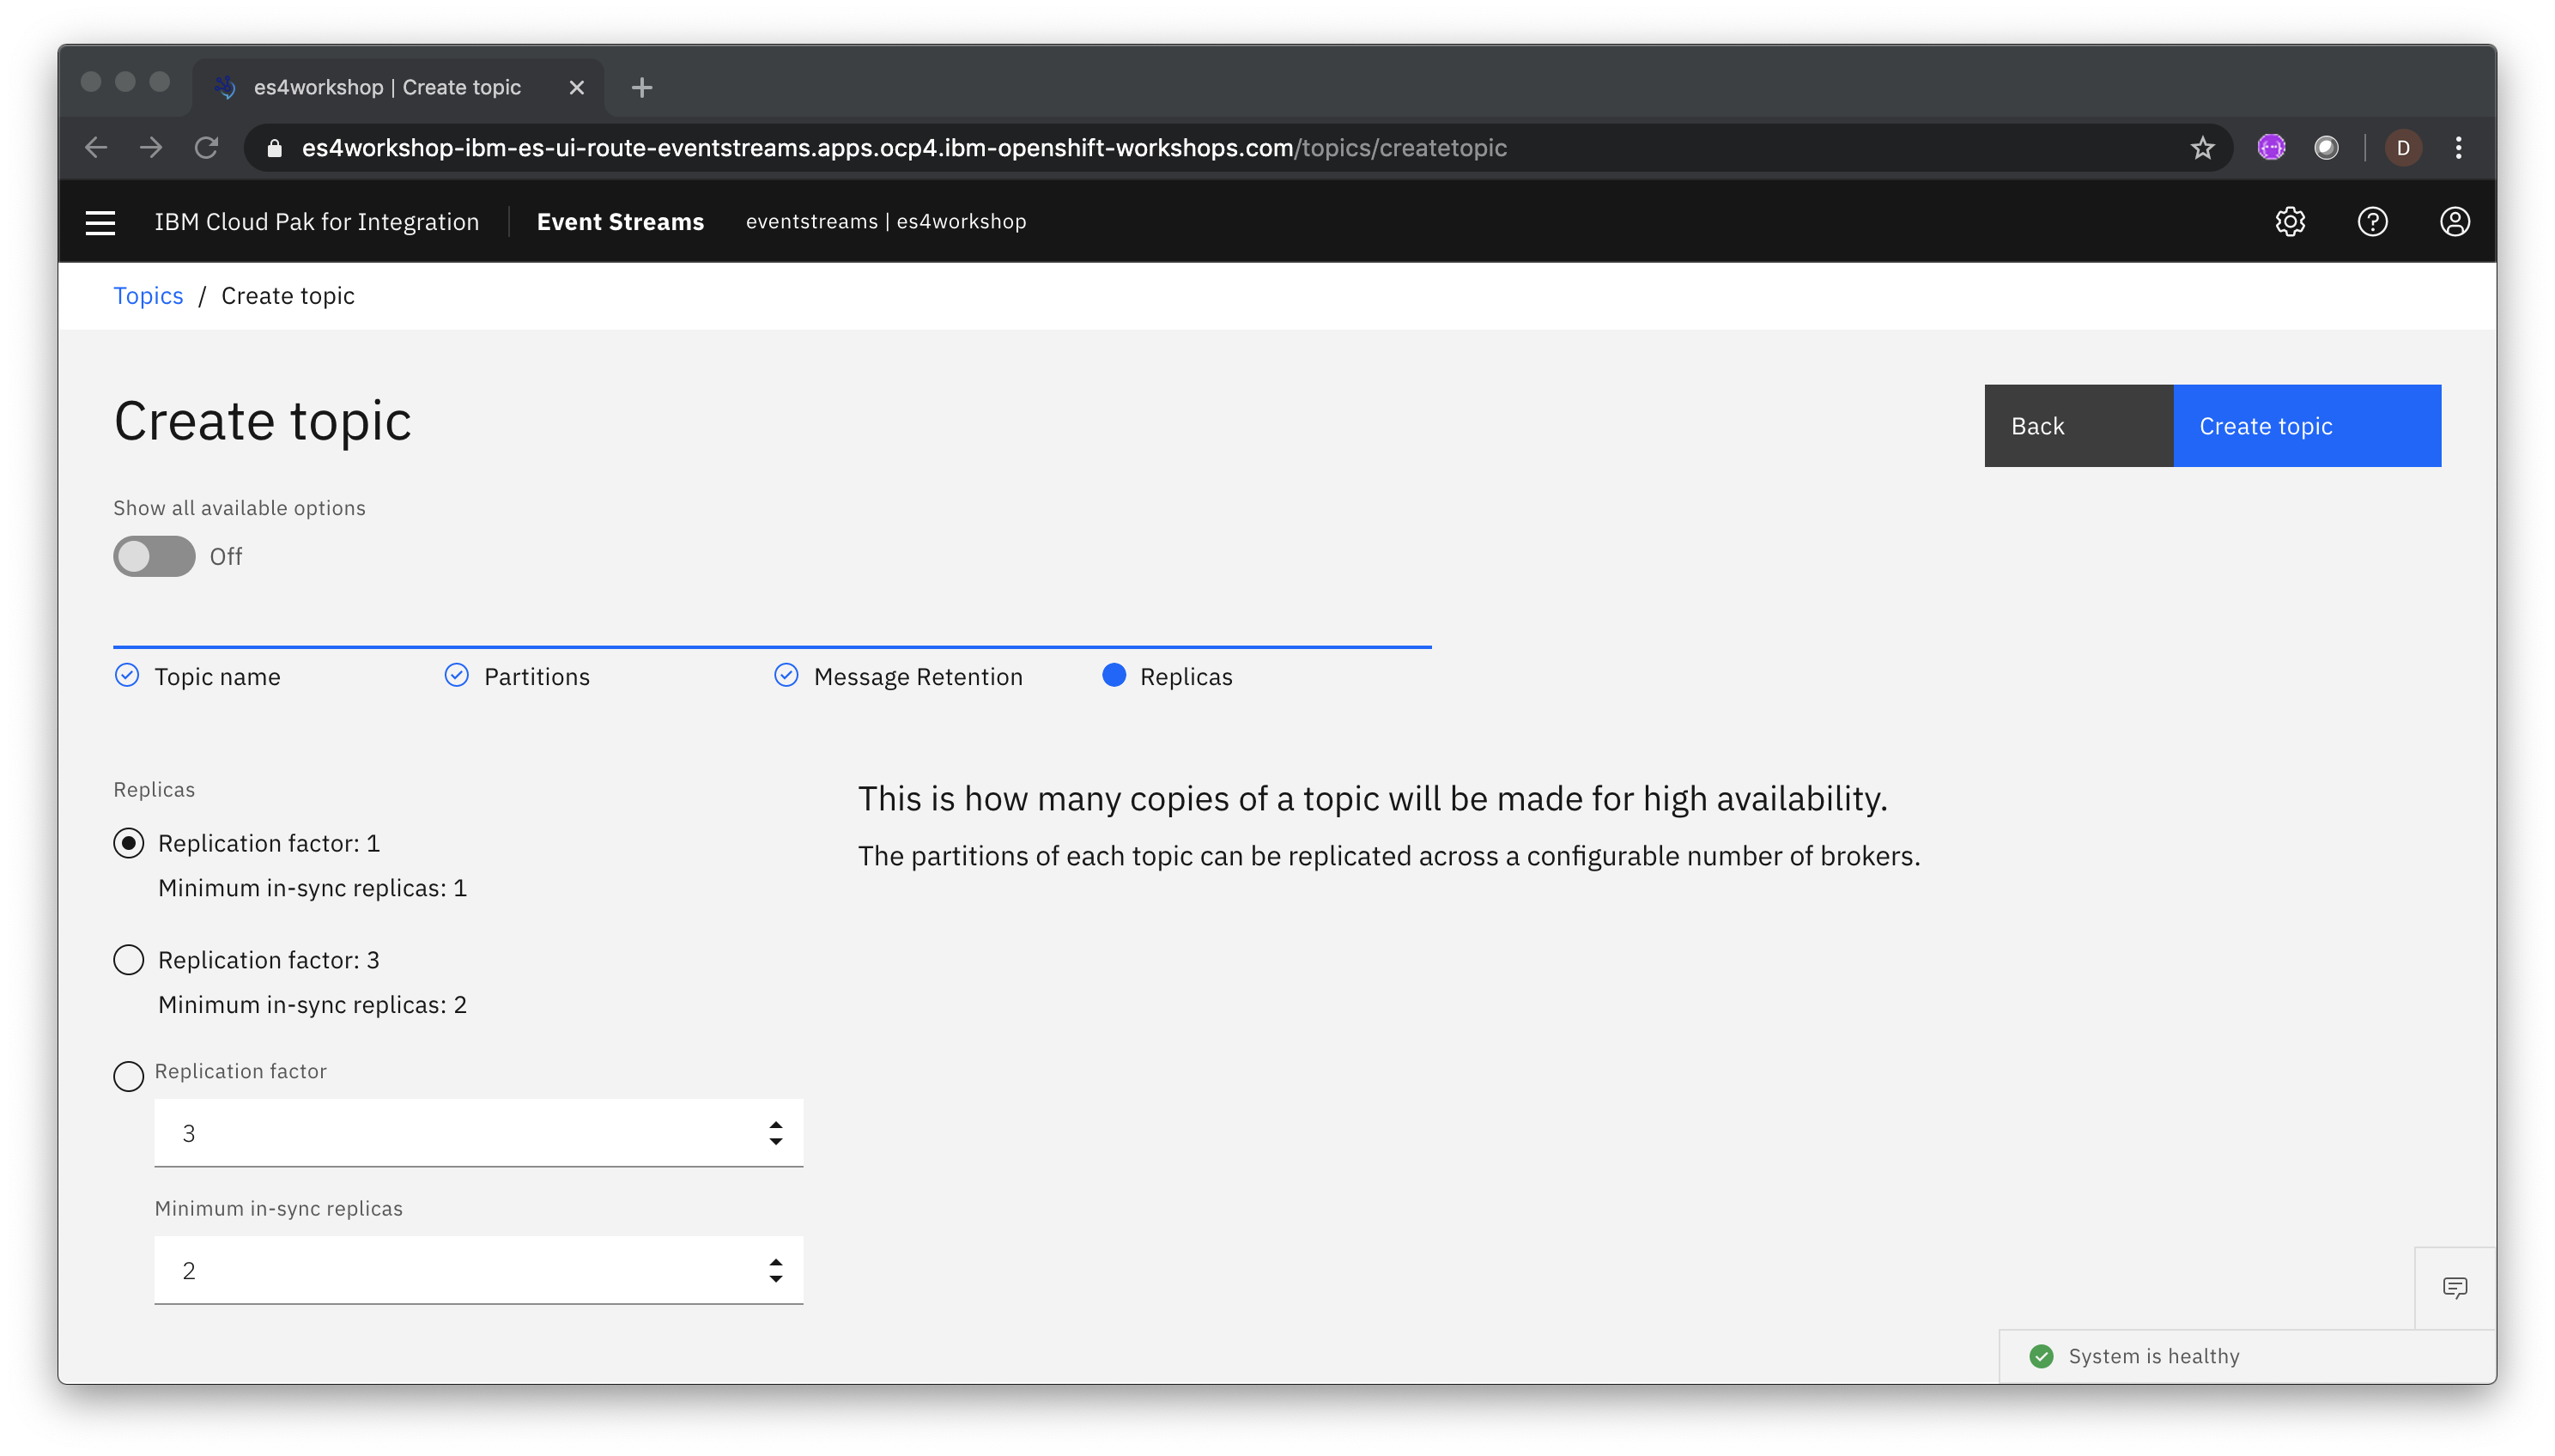 es4workshop | Create topic
es4workshop-ibm-es-ui-route-eventstreams.apps.ocp4.ibm-openshift-workshops.com/topics/createtopic
D
IBM Cloud Pak for Integration
Event Streams
eventstreams | es4workshop
Topics / Create topic
Create topic
Back
Create topic
Show all available options
Off
Topic name
Partitions
Message Retention
Replicas
Replicas
Replication factor: 1
Minimum in-sync replicas: 1
Replication factor: 3
Minimum in-sync replicas: 2
Replication factor
3
Minimum in-sync replicas
2
This is how many copies of a topic will be made for high availability.
The partitions of each topic can be replicated across a configurable number of brokers.
System is healthy